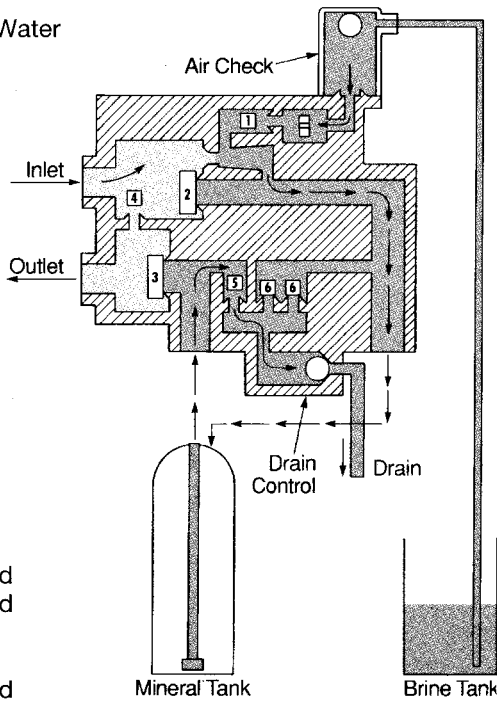 Water
Air Check
1
Inlet
4
2
Outlet
3
5
6
6
Drain
Control
Drain
d
d
d
Mineral Tank
Brine Tank